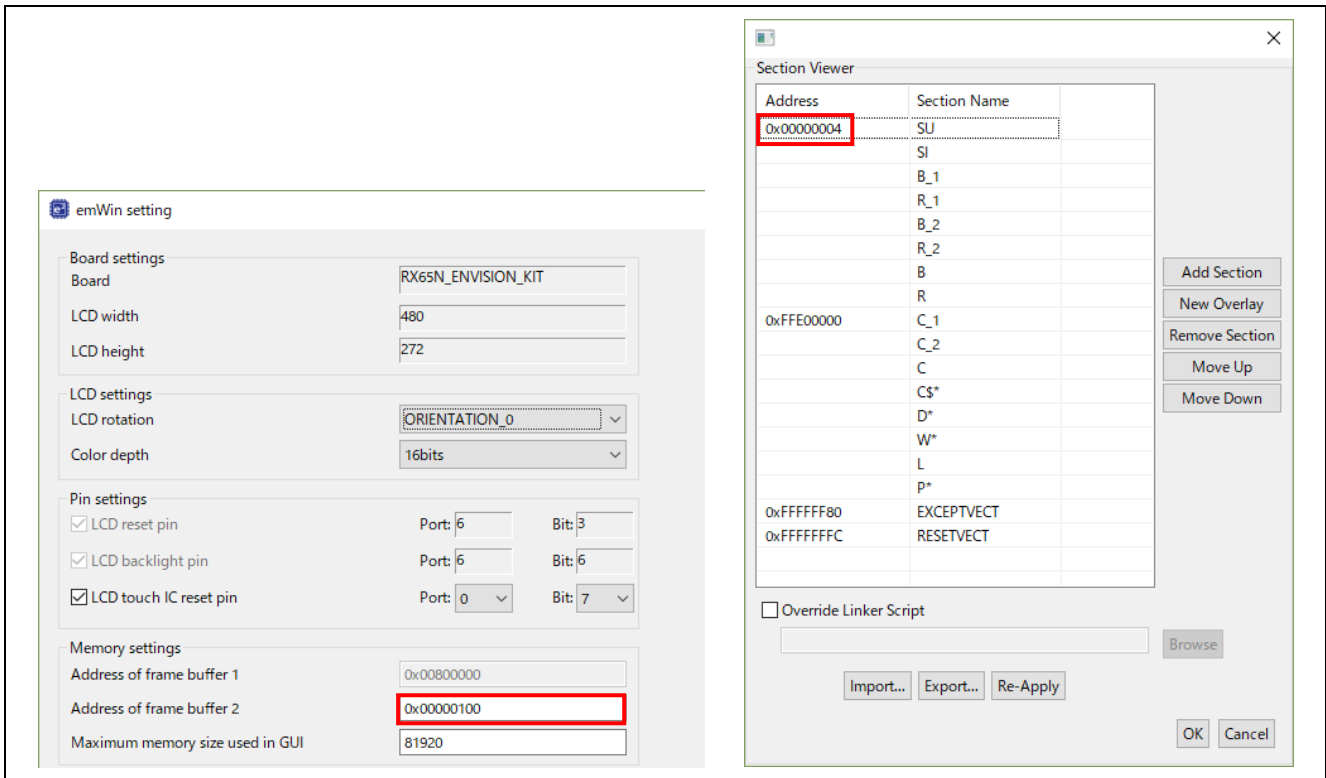 emWin setting
Board settings
Board RX65N_ENVISION_KIT
LCD width 480
LCD height 272
LCD settings
LCD rotation ORIENTATION_0
Color depth 16bits
Pin settings
LCD reset pin Port: 6 Bit: 3
LCD backlight pin Port: 6 Bit: 6
LCD touch IC reset pin Port: 0 Bit: 7
Memory settings
Address of frame buffer 1 0x00800000
Address of frame buffer 2 0x00000100
Maximum memory size used in GUI 81920
Section Viewer
Address Section Name
0x00000004 SU
SI
B_1
R_1
B_2
R_2
B
R
0xFFE00000 C_1
C_2
C
C$*
D*
W*
L
P*
0xFFFFFF80 EXCEPTVECT
0xFFFFFFFC RESETVECT
Add Section
New Overlay
Remove Section
Move Up
Move Down
Override Linker Script
Browse
Import... Export... Re-Apply
OK Cancel